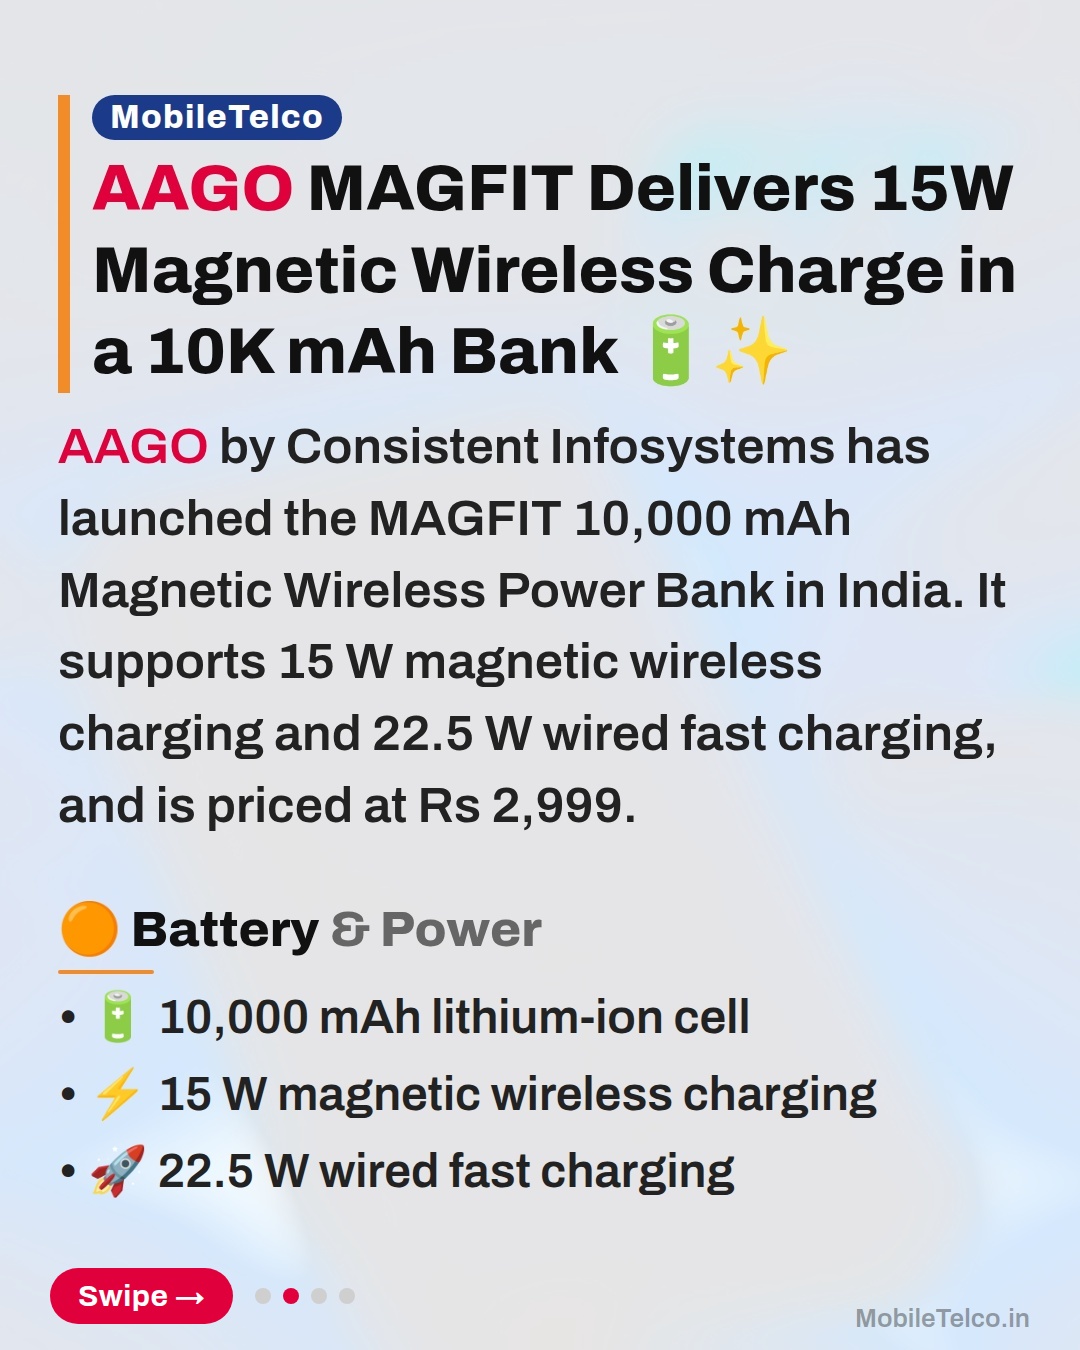 MobileTelco
AAGO MAGFIT Delivers 15W
Magnetic Wireless Charge in
a 10K mAh Bank 🔋 ✨
AAGO by Consistent Infosystems has
launched the MAGFIT 10,000 mAh
Magnetic Wireless Power Bank in India. It
supports 15 W magnetic wireless
charging and 22.5 W wired fast charging,
and is priced at Rs 2,999.
🟠 Battery & Power
• 🔋 10,000 mAh lithium-ion cell
• ⚡ 15 W magnetic wireless charging
• 🚀 22.5 W wired fast charging
Swipe →
MobileTelco.in